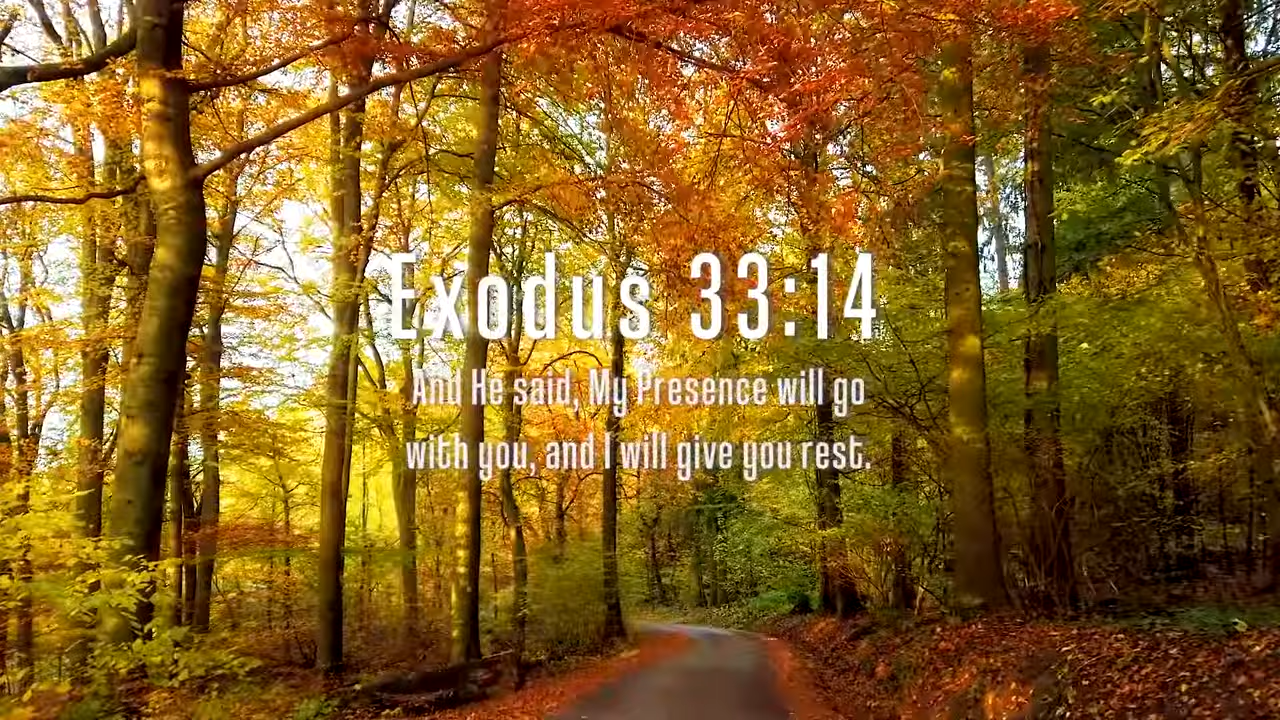 Exodus 33:14
And He said, My Presence will go
with you, and I will give you rest.